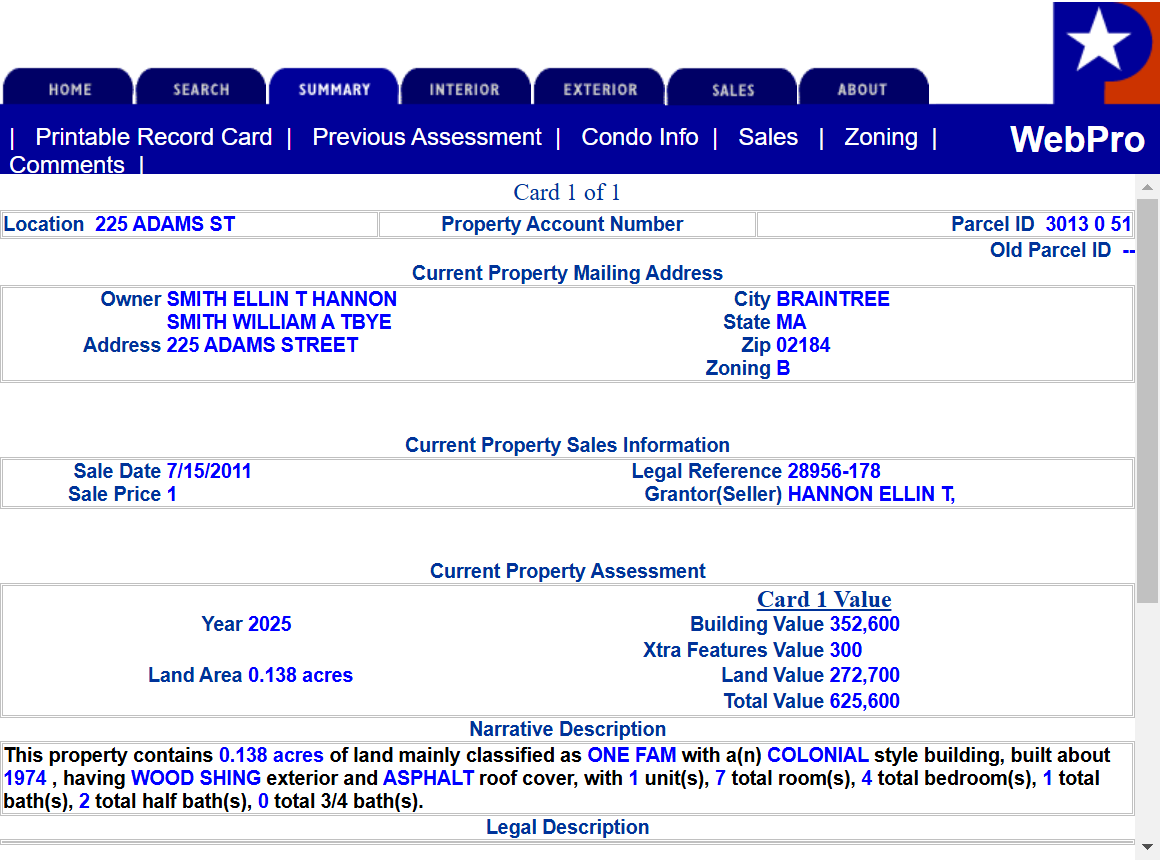 HOME SEARCH SUMMARY INTERIOR EXTERIOR SALES ABOUT
| Printable Record Card | Previous Assessment | Condo Info | Sales | Zoning | WebPro
Comments |
Card 1 of 1
Location 225 ADAMS ST Property Account Number Parcel ID 3013 0 51
Old Parcel ID --
Current Property Mailing Address
Owner SMITH ELLIN T HANNON City BRAINTREE
SMITH WILLIAM A TBYE State MA
Address 225 ADAMS STREET Zip 02184
Zoning B
Current Property Sales Information
Sale Date 7/15/2011 Legal Reference 28956-178
Sale Price 1 Grantor(Seller) HANNON ELLIN T,
Current Property Assessment
Card 1 Value
Year 2025 Building Value 352,600
Xtra Features Value 300
Land Area 0.138 acres Land Value 272,700
Total Value 625,600
Narrative Description
This property contains 0.138 acres of land mainly classified as ONE FAM with a(n) COLONIAL style building, built about
1974 , having WOOD SHING exterior and ASPHALT roof cover, with 1 unit(s), 7 total room(s), 4 total bedroom(s), 1 total
bath(s), 2 total half bath(s), 0 total 3/4 bath(s).
Legal Description